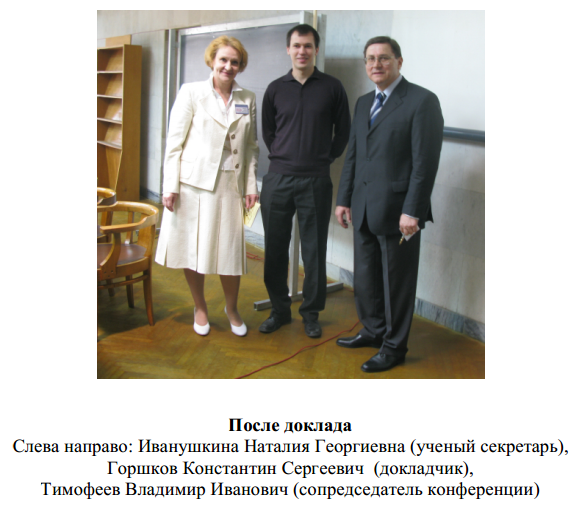 После доклада
Слева направо: Иванушкина Наталия Георгиевна (ученый секретарь),
Горшков Константин Сергеевич (докладчик),
Тимофеев Владимир Иванович (сопредседатель конференции)